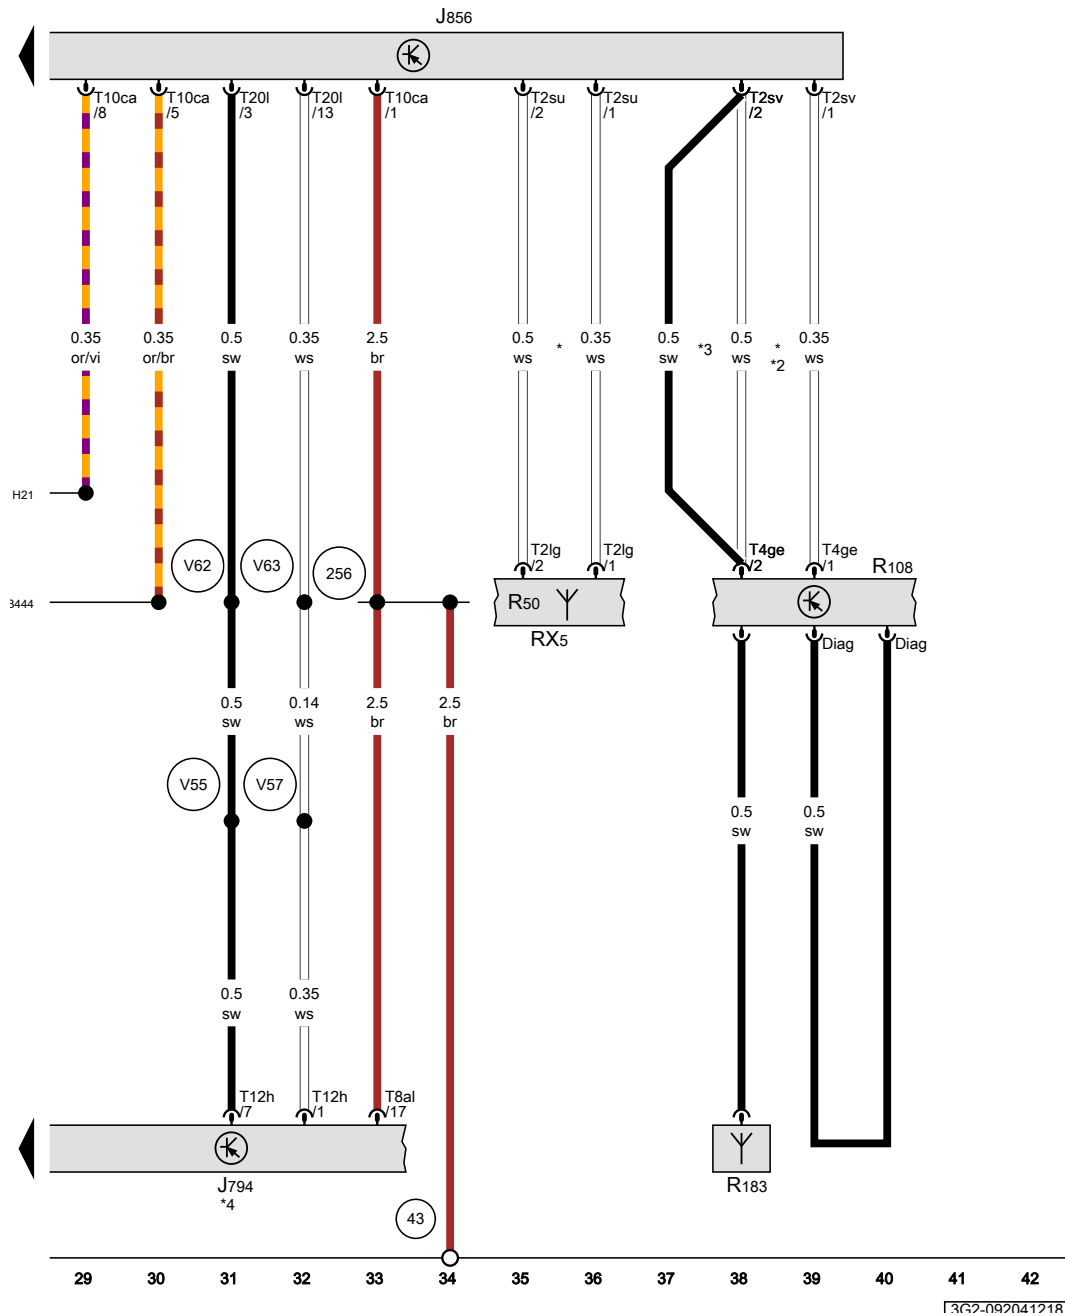 J856
T10ca T10ca T20l T20l T10ca T2su T2su T2sv T2sv
/8 /5 /3 /13 /1 /2 /1 /2 /1
0.35 0.35 0.5 0.35 2.5 0.5 * 0.35 0.5 *3 0.5 * 0.35
or/vi or/br sw ws br ws ws sw ws *2 ws
H21
T2lg T2lg T4ge T4ge
/2 /1 /2 /1
V62 V63 256 R108
3444 R50
RX5
Diag Diag
0.5 0.14 2.5 2.5
sw ws br br
V55 V57
0.5 0.5
sw sw
0.5 0.35
sw ws
T12h T12h T8al
/7 /1 /17
J794 R183
*4
43
29 30 31 32 33 34 35 36 37 38 39 40 41 42
3G2-092041218